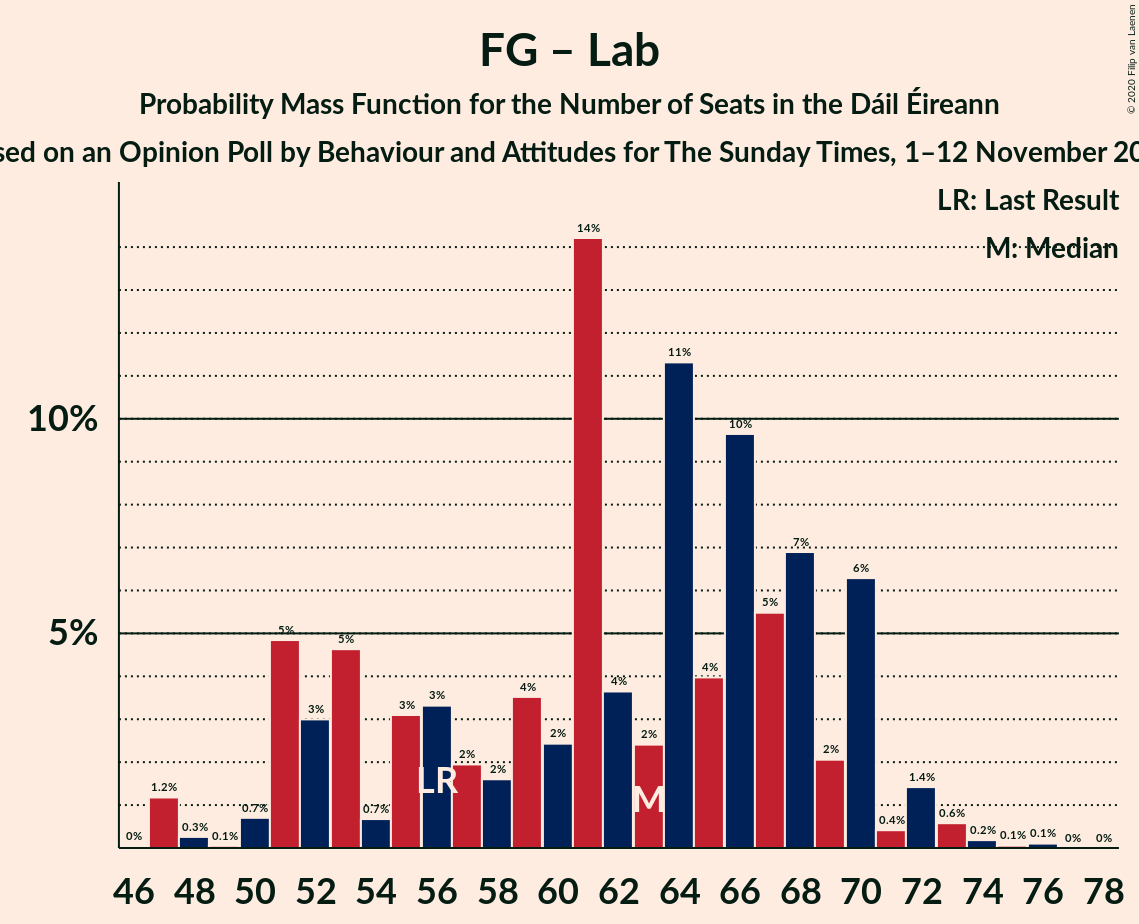 FG – Lab
Probability Mass Function for the Number of Seats in the Dáil Éireann
on an Opinion Poll by Behaviour and Attitudes for The Sunday Times, 1–12 November
© 2020 Filip van Laenen
LR: Last Result
M: Median
10%
5%
0% 1.2% 0.3% 0.1% 0.7% 5% 3% 5% 0.7% 3% 3% 2% 2% 4% 2% 14% 4% 2% 11% 4% 10% 5% 7% 2% 6% 0.4% 1.4% 0.6% 0.2% 0.1% 0.1% 0% 0%
LR
M
46 48 50 52 54 56 58 60 62 64 66 68 70 72 74 76 78